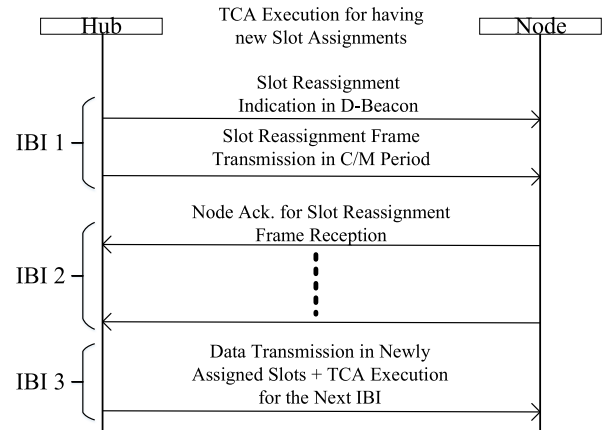 Hub
TCA Execution for having
new Slot Assignments
Node
Slot Reassignment
Indication in D-Beacon
IBI 1
Slot Reassignment Frame
Transmission in C/M Period
Node Ack. for Slot Reassignment
Frame Reception
IBI 2
Data Transmission in Newly
Assigned Slots + TCA Execution
for the Next IBI
IBI 3